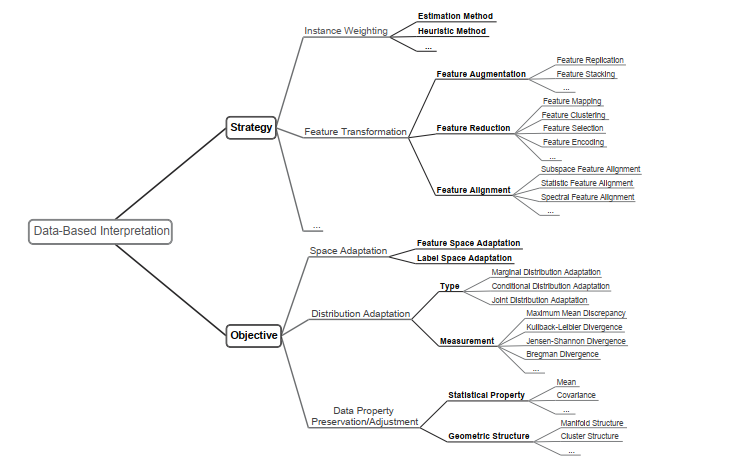 Data-Based Interpretation
Strategy
Instance Weighting
Estimation Method
Heuristic Method
...
Feature Transformation
Feature Augmentation
Feature Replication
Feature Stacking
...
Feature Reduction
Feature Mapping
Feature Clustering
Feature Selection
Feature Encoding
...
Feature Alignment
Subspace Feature Alignment
Statistic Feature Alignment
Spectral Feature Alignment
...
...
Objective
Space Adaptation
Feature Space Adaptation
Label Space Adaptation
Distribution Adaptation
Type
Marginal Distribution Adaptation
Conditional Distribution Adaptation
Joint Distribution Adaptation
Measurement
Maximum Mean Discrepancy
Kullback-Leibler Divergence
Jensen-Shannon Divergence
Bregman Divergence
...
Data Property
Preservation/Adjustment
Statistical Property
Mean
Covariance
...
Geometric Structure
Manifold Structure
Cluster Structure
...